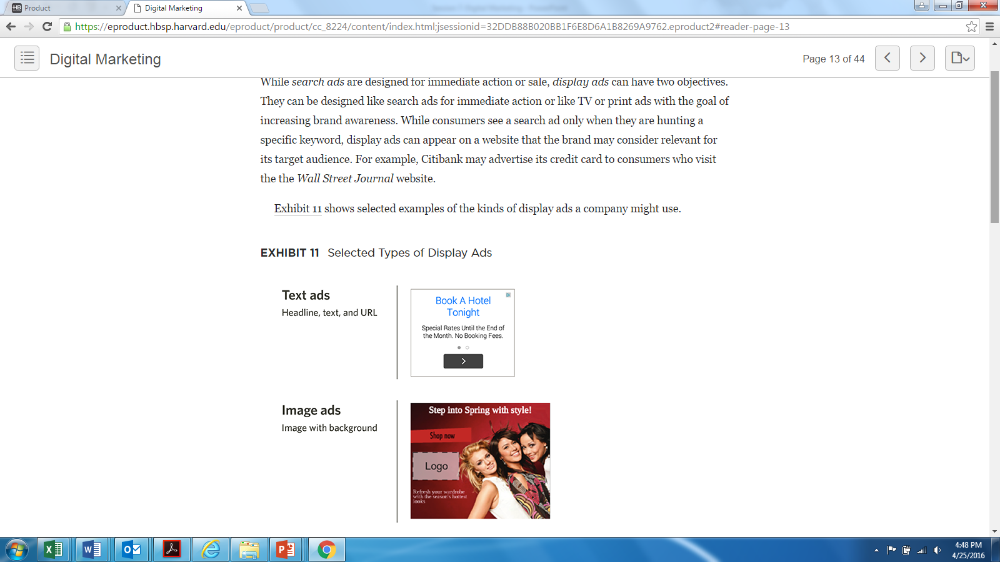 Product
Digital Marketing
https://eproduct.hbsp.harvard.edu/eproduct/product/cc_8224/content/index.html;jsessionid=32DDB88B020BB1F6E8D6A1B8269A9762.eproduct2#reader-page-13
Digital Marketing
Page 13 of 44
While search ads are designed for immediate action or sale, display ads can have two objectives.
They can be designed like search ads for immediate action or like TV or print ads with the goal of
increasing brand awareness. While consumers see a search ad only when they are hunting a
specific keyword, display ads can appear on a website that the brand may consider relevant for
its target audience. For example, Citibank may advertise its credit card to consumers who visit
the the Wall Street Journal website.
Exhibit 11 shows selected examples of the kinds of display ads a company might use.
EXHIBIT 11 Selected Types of Display Ads
Text ads
Headline, text, and URL
Book A Hotel
Tonight
Special Rates Until the End of
the Month. No Booking Fees.
Image ads
Image with background
Step into Spring with style!
Shop now
Logo
Refresh your wardrobe
with the season's hottest
looks
4:48 PM
4/25/2016